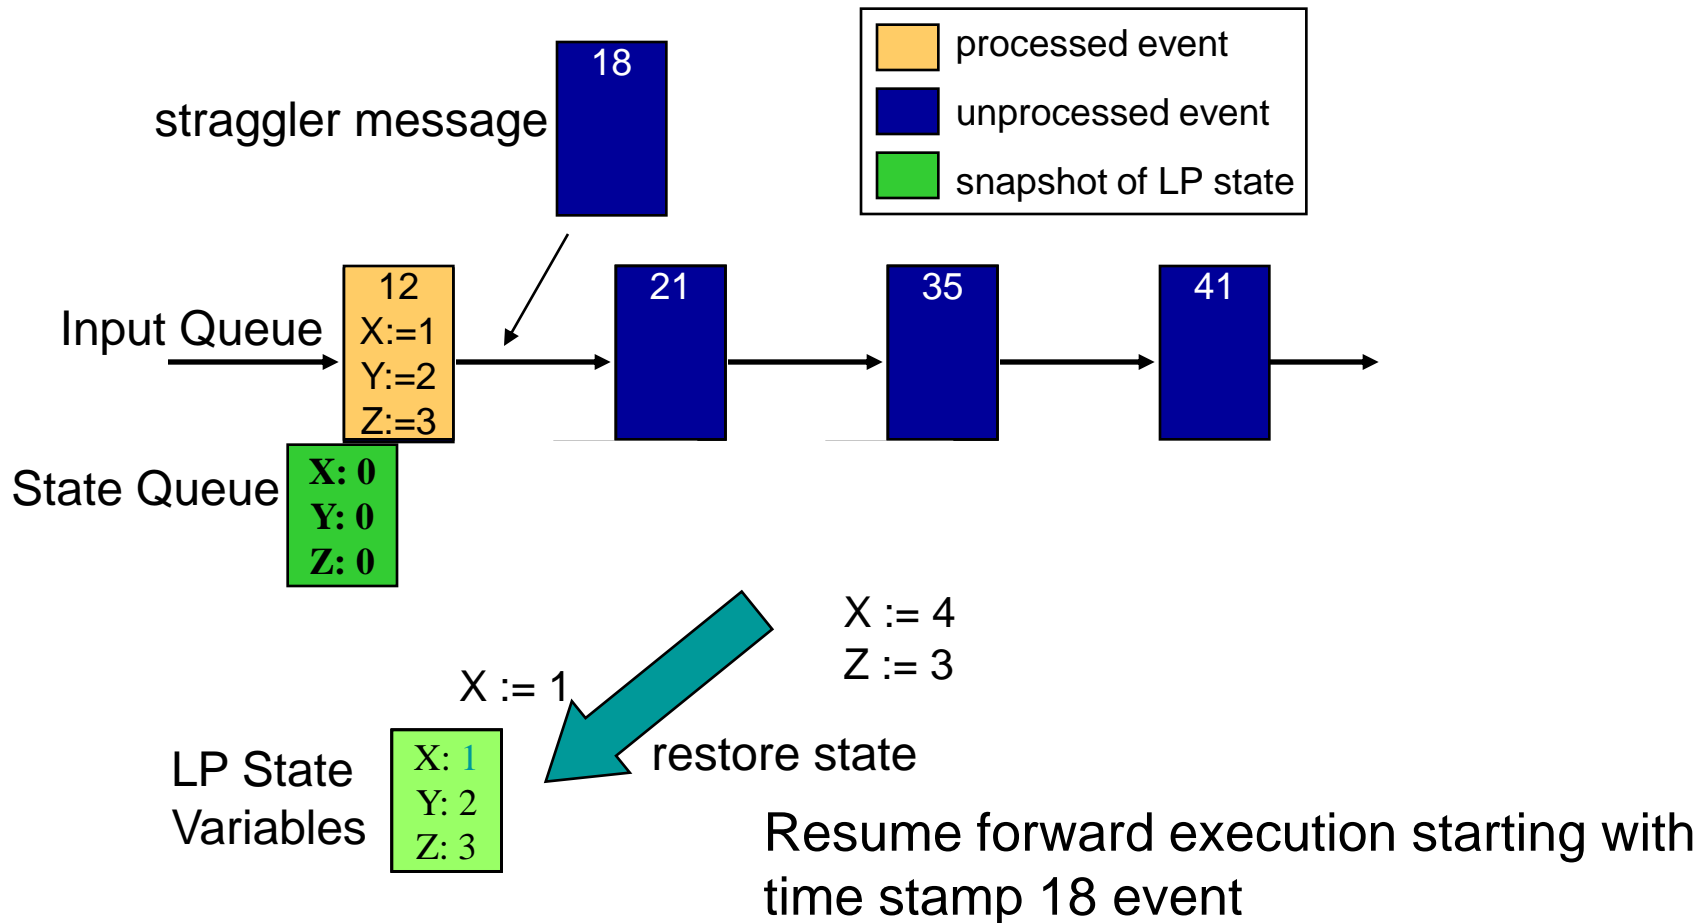 processed event
unprocessed event
snapshot of LP state
18
straggler message
Input Queue
12
X:=1
Y:=2
Z:=3
21
35
41
State Queue
X: 0
Y: 0
Z: 0
X := 4
Z := 3
X := 1
restore state
LP State
Variables
X: 1
Y: 2
Z: 3
Resume forward execution starting with
time stamp 18 event